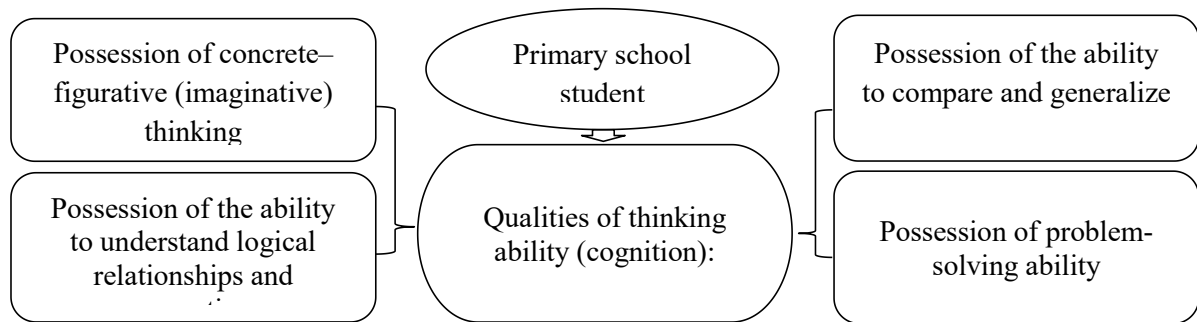 Possession of concrete–
figurative (imaginative)
thinking
Possession of the ability
to understand logical
relationships and
Primary school
student
Qualities of thinking
ability (cognition):
Possession of the ability
to compare and generalize
Possession of problem-
solving ability